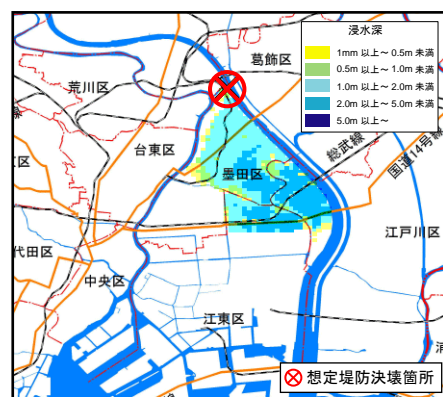 浸水深
1mm 以上～ 0.5m 未満
0.5m 以上～ 1.0m 未満
1.0m 以上～ 2.0m 未満
2.0m 以上～ 5.0m 未満
5.0m 以上～
葛飾区
荒川区
台東区
総武線
国道14号線
墨田区
江戸川区
代田区
中央区
江東区
想定堤防決壊箇所